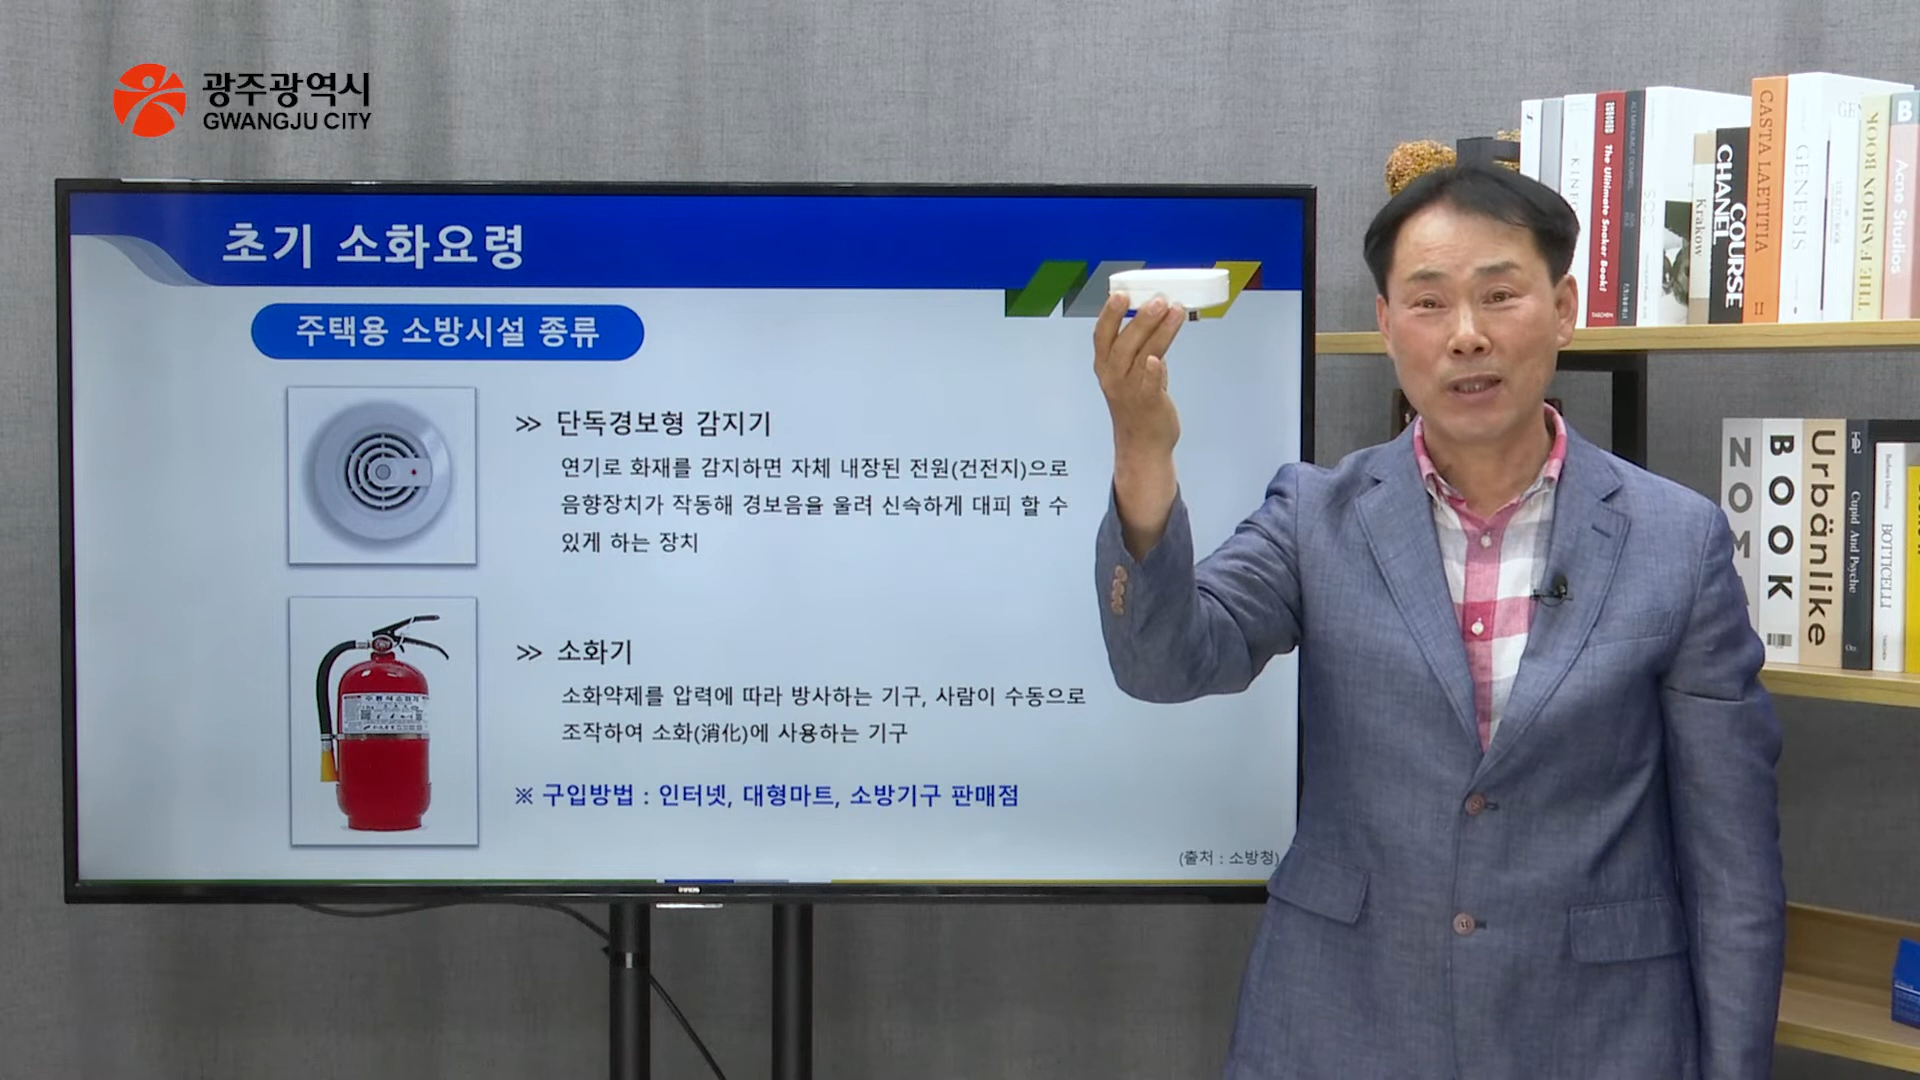 광주광역시
GWANGJU CITY
초기 소화요령
주택용 소방시설 종류
>> 단독경보형 감지기
연기로 화재를 감지하면 자체 내장된 전원(건전지)으로
음향장치가 작동해 경보음을 울려 신속하게 대피 할 수
있게 하는 장치
>> 소화기
소화약제를 압력에 따라 방사하는 기구, 사람이 수동으로
조작하여 소화(消化)에 사용하는 기구
※ 구입방법 : 인터넷, 대형마트, 소방기구 판매점
(출처 : 소방청)
The Ultimate Sneaker Book!
TASCHEN
Krakow
COURSE
CHANEL
CASTA LAETITIA
GENESIS
THE FASHION BOOK
Acne Studios
B
NOM
BOOK
Urbänlike
Cupid And Psyche
BOTTICELLI